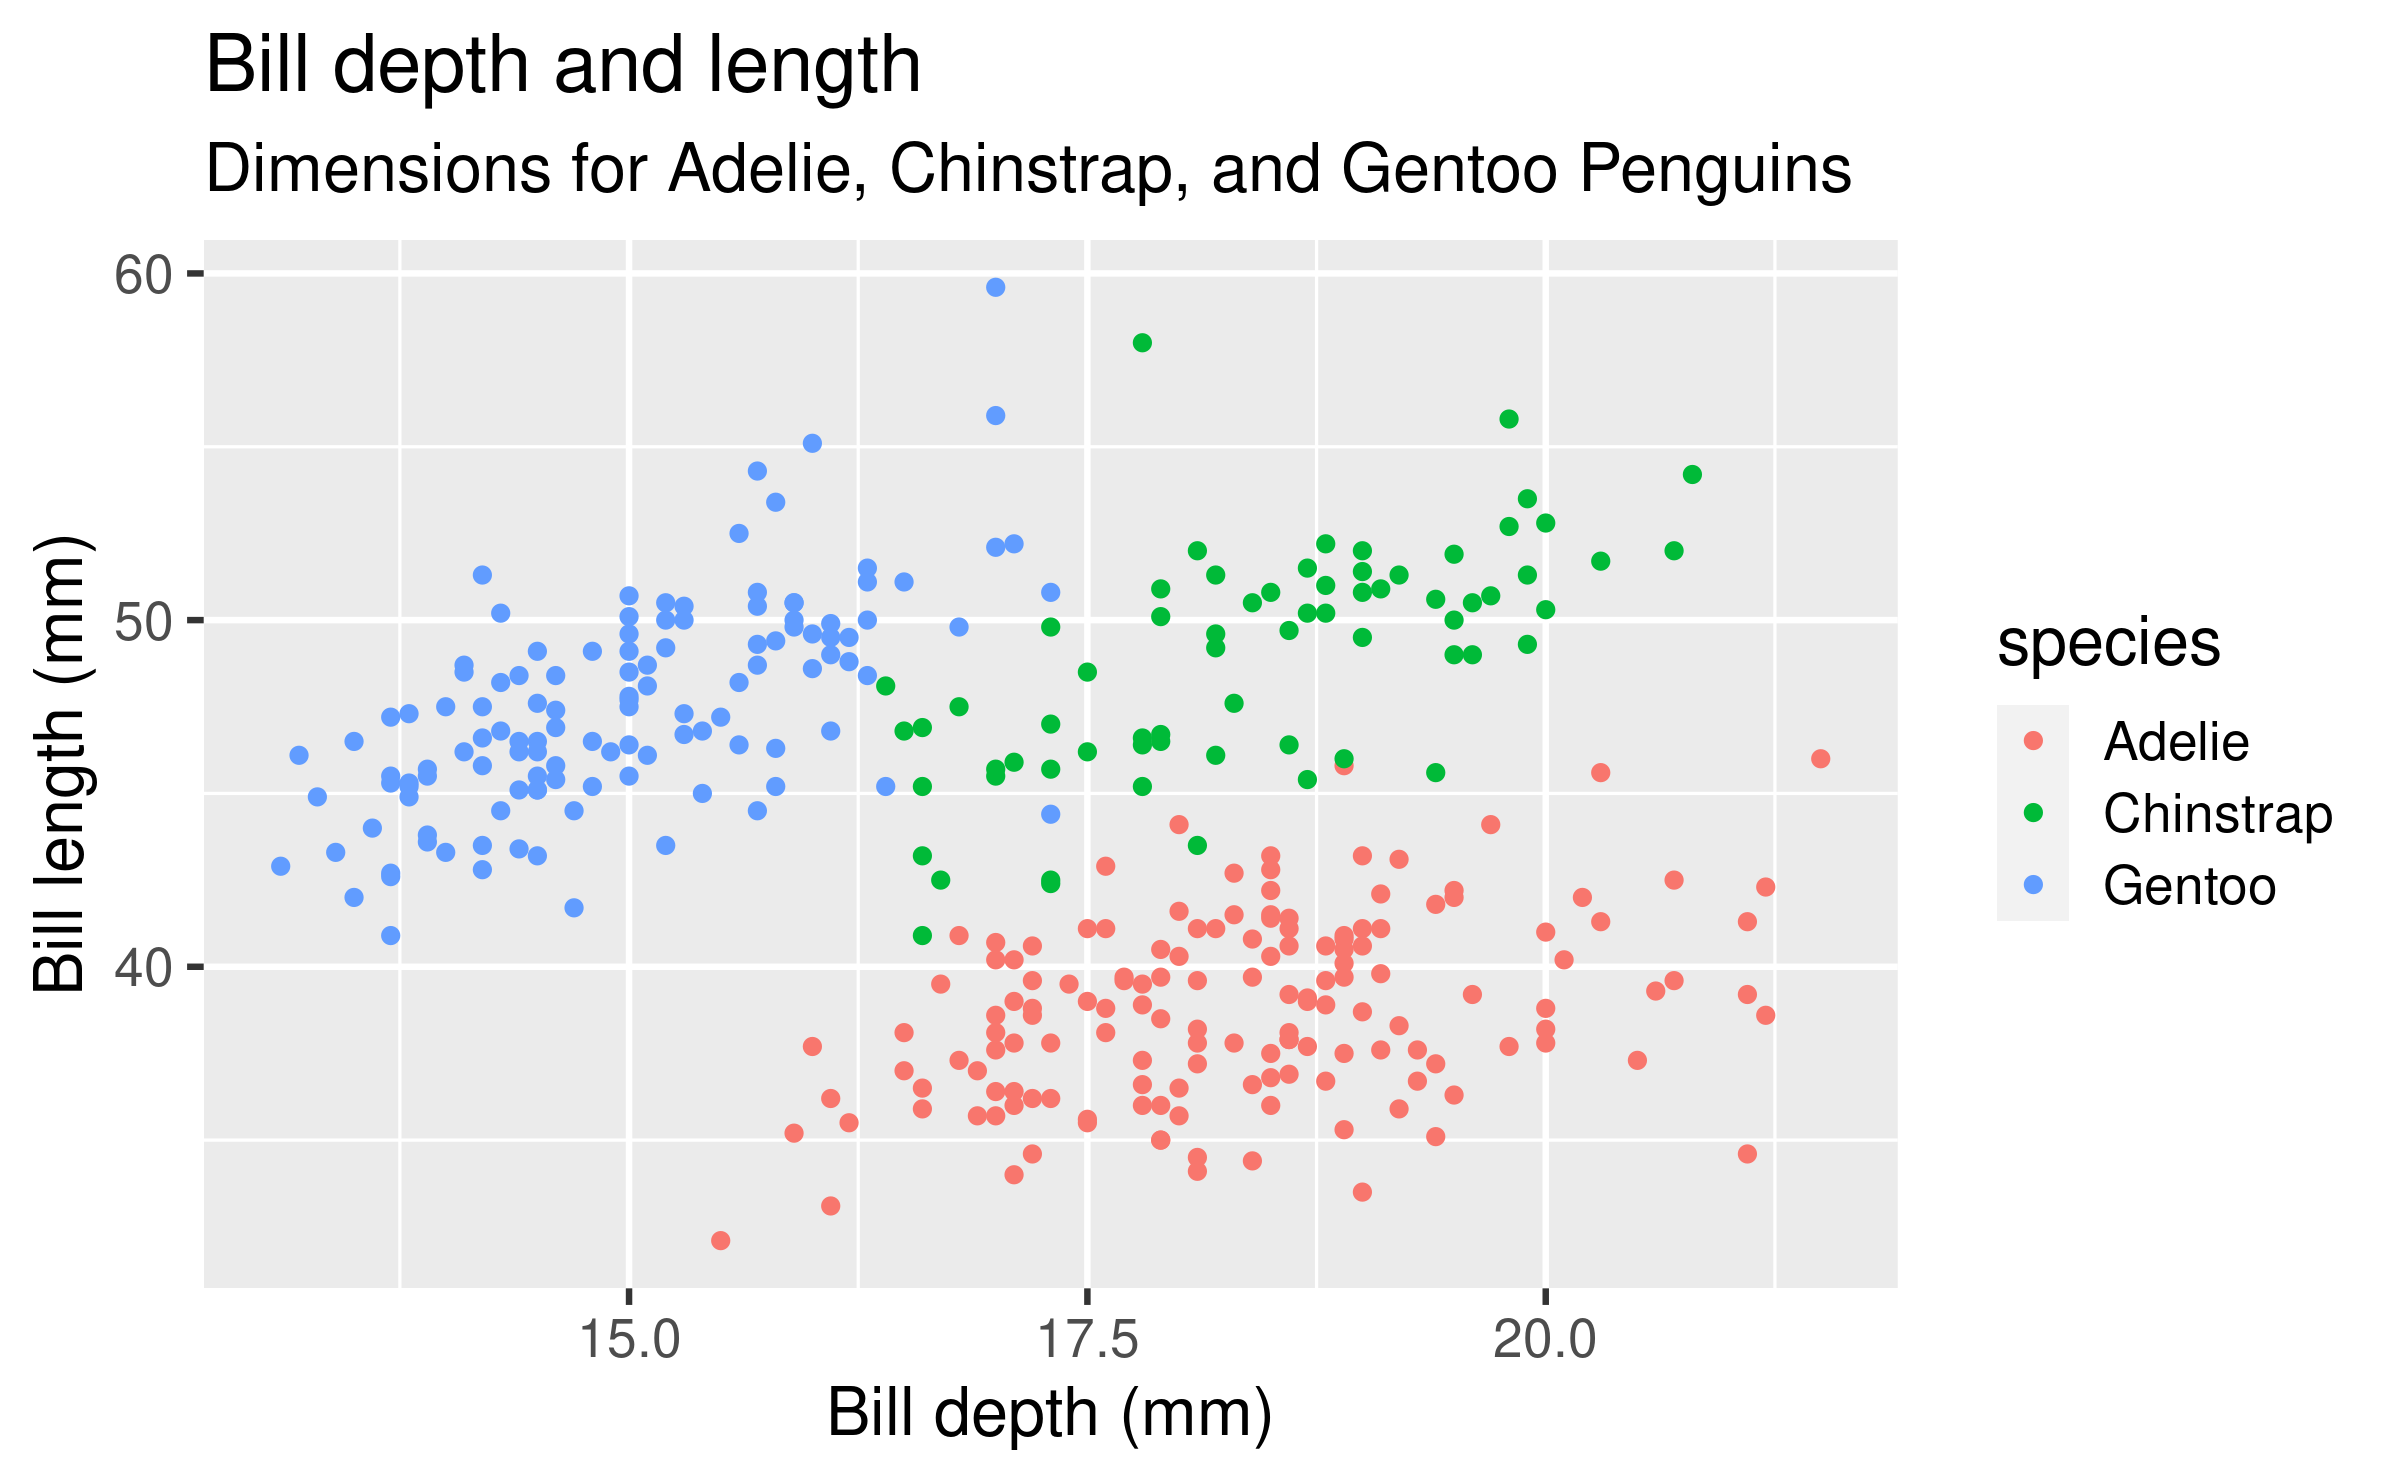 Bill depth and length
Dimensions for Adelie, Chinstrap, and Gentoo Penguins
60
50
40
Bill length (mm)
15.0 17.5 20.0
Bill depth (mm)
species
Adelie
Chinstrap
Gentoo